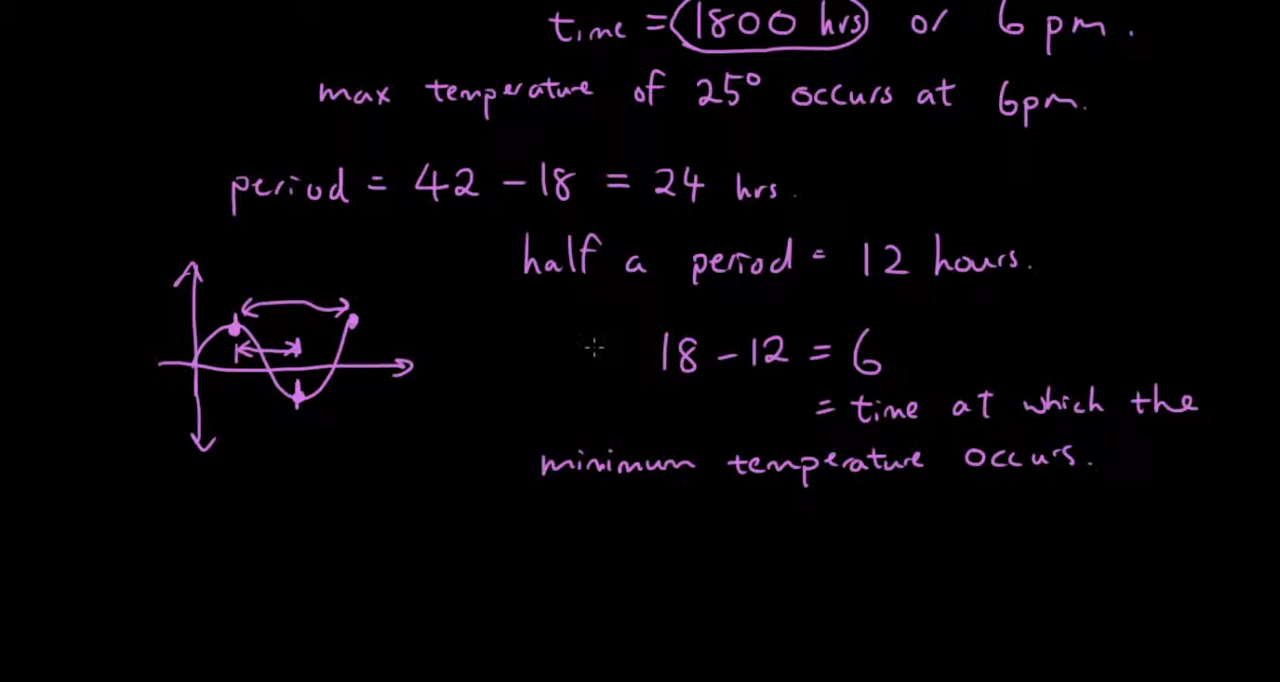 time = 1800 hrs or 6 pm.
max temperature of 25° occurs at 6pm.
period = 42 - 18 = 24 hrs.
half a period = 12 hours.
18 - 12 = 6
= time at which the
minimum temperature occurs.